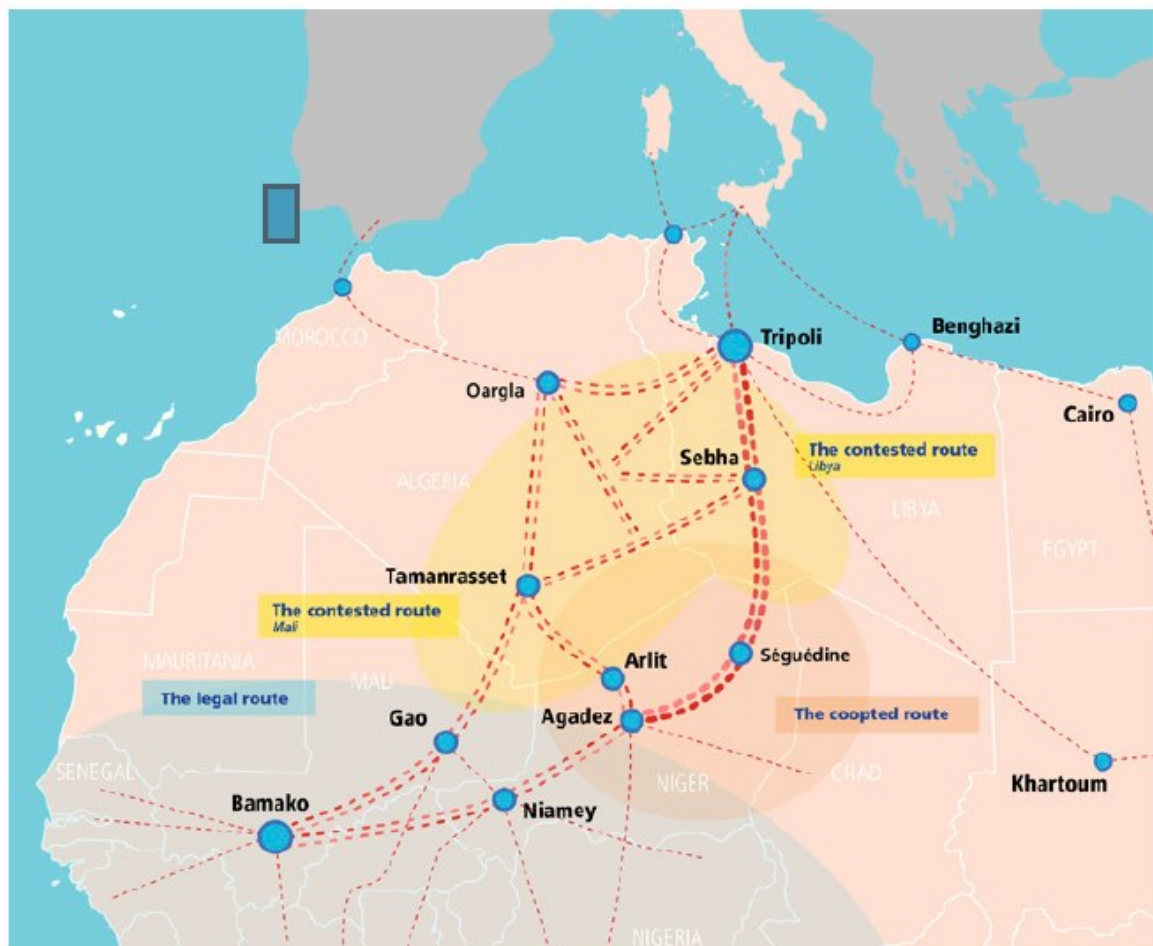 Tripoli
Benghazi
MOROCCO
Oargla
Cairo
The contested route
Libya
Sebha
ALGERIA
LIBYA
EGYPT
Tamanrasset
The contested route
Mali
MAURITANIA
MALI
Arlit
Séguédine
The legal route
Gao
Agadez
The coopted route
SENEGAL
NIGER
CHAD
Khartoum
Bamako
Niamey
NIGERIA